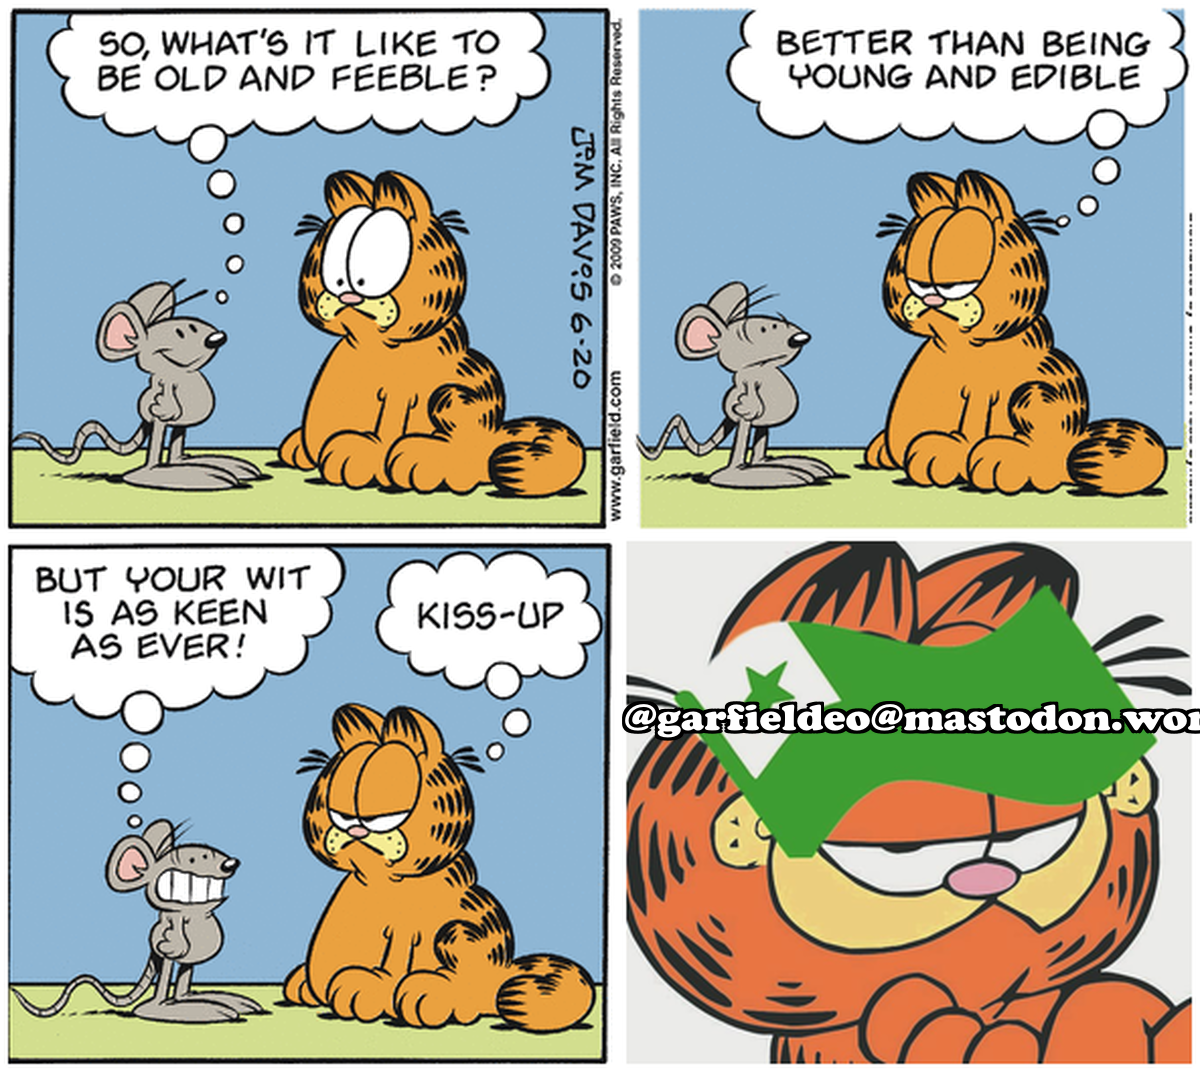 SO, WHAT'S IT LIKE TO
BE OLD AND FEEBLE?
JIM DAVIS 6-20
© 2009 PAWS, INC. All Rights Reserved.
www.garfield.com
BETTER THAN BEING
YOUNG AND EDIBLE
BUT YOUR WIT
IS AS KEEN
AS EVER!
KISS-UP
@garfieldeo@mastodon.wor